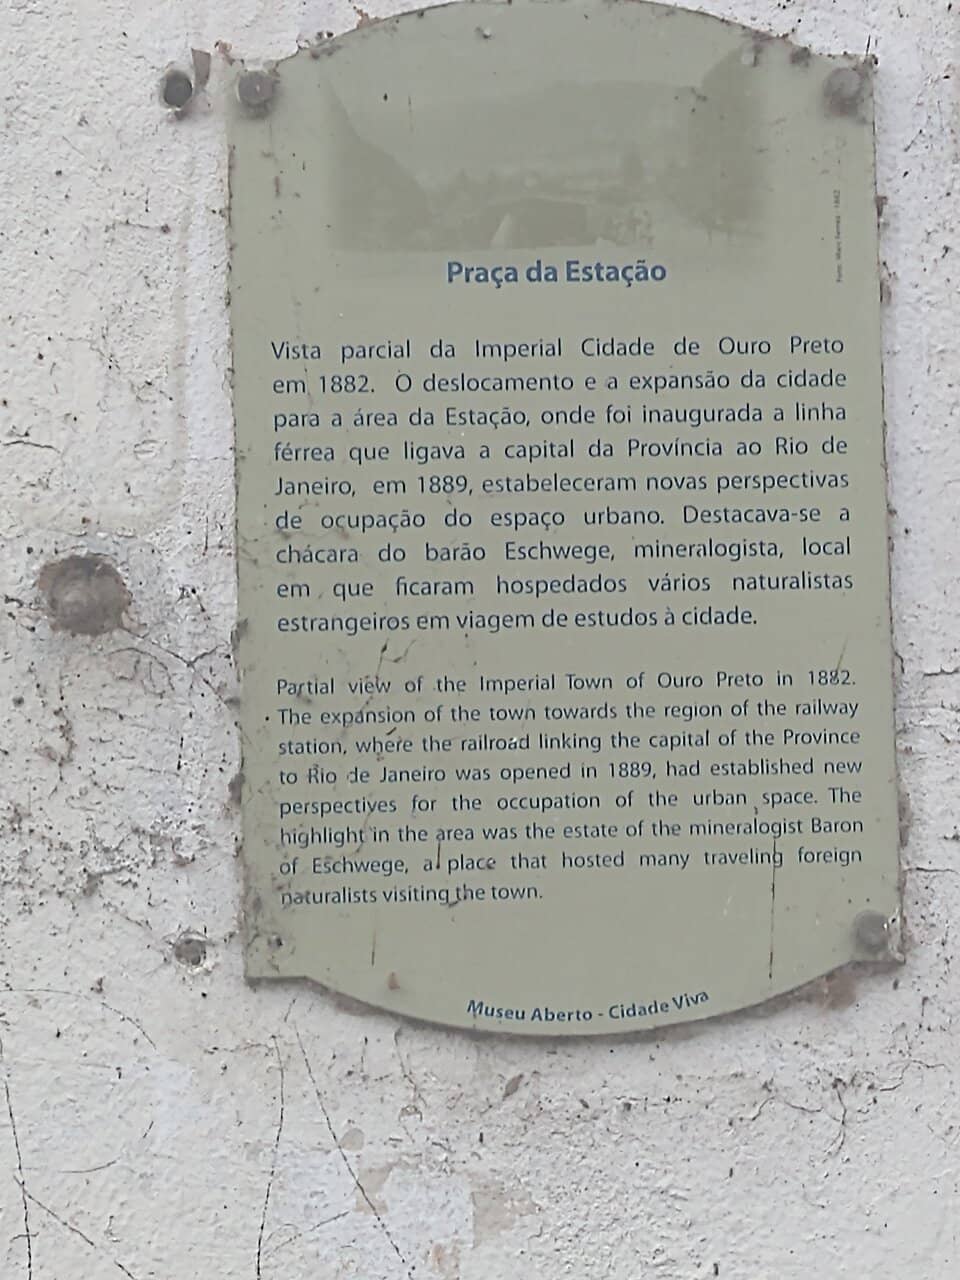 Foto: Marc Ferrez - 1882
Praça da Estação
Vista parcial da Imperial Cidade de Ouro Preto
em 1882. O deslocamento e a expansão da cidade
para a área da Estação, onde foi inaugurada a linha
férrea que ligava a capital da Província ao Rio de
Janeiro, em 1889, estabeleceram novas perspectivas
de ocupação do espaço urbano. Destacava-se a
chácara do barão Eschwege, mineralogista, local
em que ficaram hospedados vários naturalistas
estrangeiros em viagem de estudos à cidade.
Partial view of the Imperial Town of Ouro Preto in 1882.
The expansion of the town towards the region of the railway
station, where the railroad linking the capital of the Province
to Rio de Janeiro was opened in 1889, had established new
perspectives for the occupation of the urban space. The
highlight in the area was the estate of the mineralogist Baron
of Eschwege, a place that hosted many traveling foreign
naturalists visiting the town.
Museu Aberto - Cidade Viva